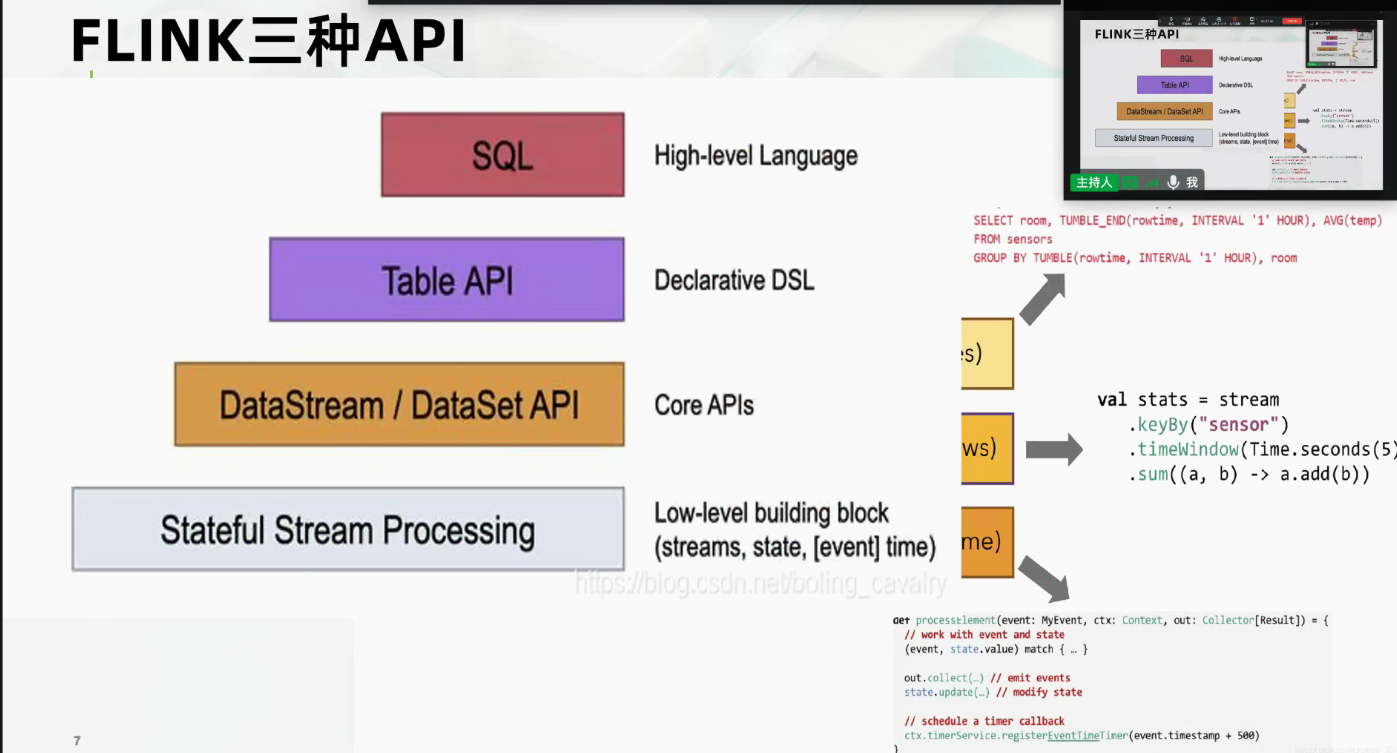 FLINK三种API
SQL
High-level Language
Table API
Declarative DSL
DataStream / DataSet API
Core APIs
Stateful Stream Processing
Low-level building block
(streams, state, [event] time)
https://blog.csdn.net/boling_cavalry
7
FLINK三种API
SQL
High-level Language
Table API
Declarative DSL
DataStream / DataSet API
Core APIs
Stateful Stream Processing
Low-level building block
(streams, state, [event] time)
主持人
我
SELECT room, TUMBLE_END(rowtime, INTERVAL '1' HOUR), AVG(temp)
FROM sensors
GROUP BY TUMBLE(rowtime, INTERVAL '1' HOUR), room
es)
ws)
me)
val stats = stream
.keyBy("sensor")
.timeWindow(Time.seconds(5)
.sum((a, b) -> a.add(b))
def processElement(event: MyEvent, ctx: Context, out: Collector[Result]) = {
// work with event and state
(event, state.value) match { … }
out.collect(…) // emit events
state.update(…) // modify state
// schedule a timer callback
ctx.timerService.registerEventTimeTimer(event.timestamp + 500)
}